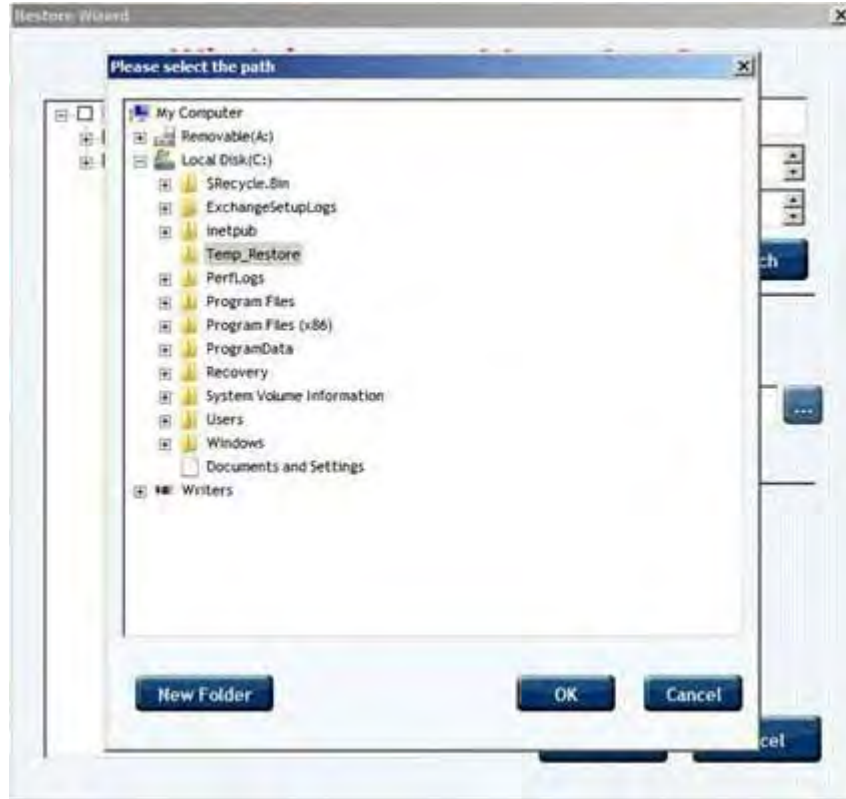 Restore Wizard
Please select the path
My Computer
Removable(A:)
Local Disk(C:)
$Recycle.Bin
ExchangeSetupLogs
inetpub
Temp_Restore
PerfLogs
Program Files
Program Files (x86)
ProgramData
Recovery
System Volume Information
Users
Windows
Documents and Settings
Writers
ch
...
New Folder
OK
Cancel
cel